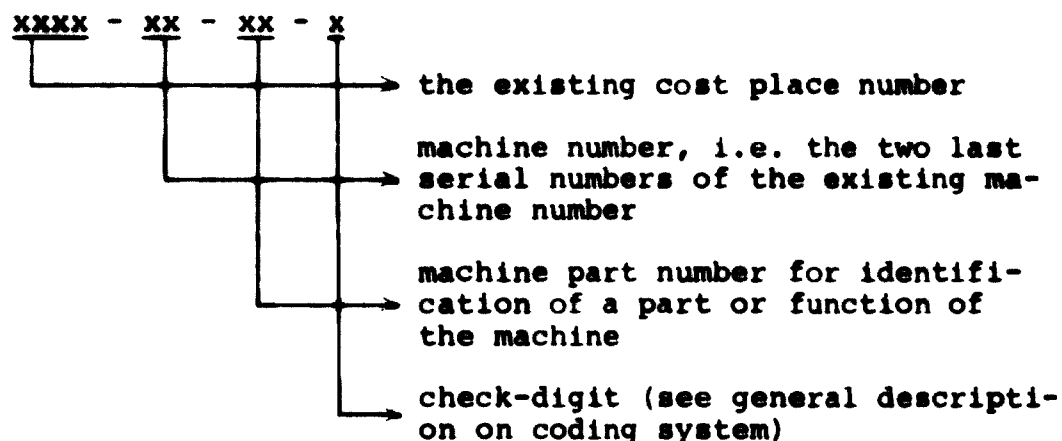 xxxx - xx - xx - x
the existing cost place number
machine number, i.e. the two last
serial numbers of the existing ma-
chine number
machine part number for identifi-
cation of a part or function of
the machine
check-digit (see general descripti-
on on coding system)